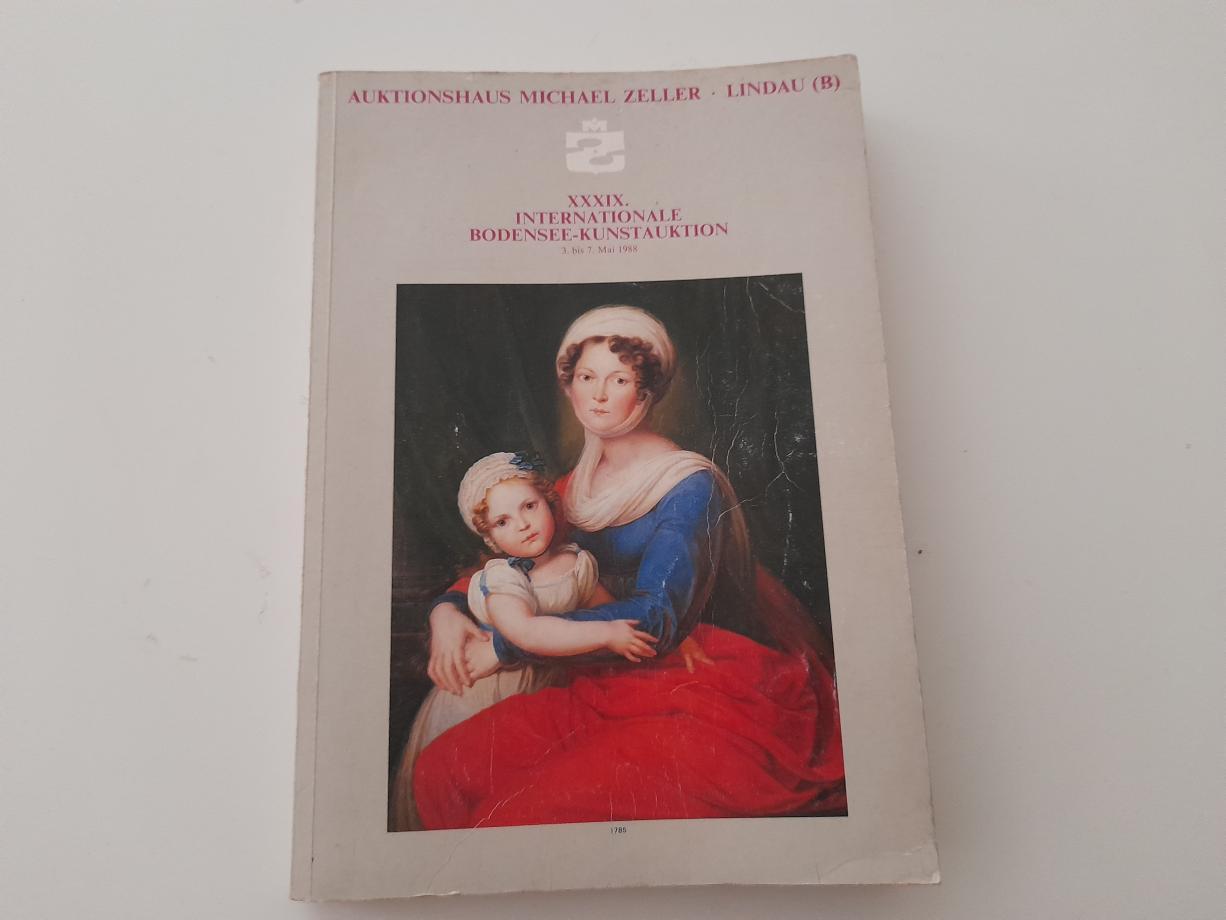 AUKTIONSHAUS MICHAEL ZELLER · LINDAU (B)
XXXIX.
INTERNATIONALE
BODENSEE-KUNSTAUKTION
3. bis 7. Mai 1988
1785